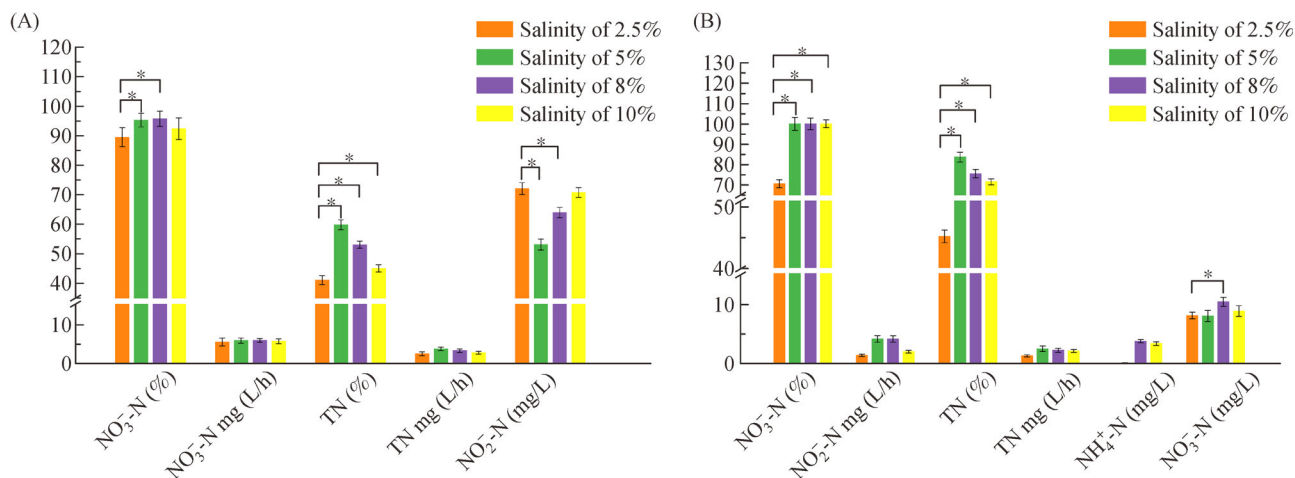 (A)
Salinity of 2.5%
Salinity of 5%
Salinity of 8%
Salinity of 10%
120
110
100
90
80
70
60
50
40
10
0
*
*
*
*
*
*
*
NO₃⁻-N (%)
NO₃⁻-N mg (L/h)
TN (%)
TN mg (L/h)
NO₂⁻-N (mg/L)
(B)
Salinity of 2.5%
Salinity of 5%
Salinity of 8%
Salinity of 10%
130
120
110
100
90
80
70
50
40
10
0
*
*
*
*
*
*
*
NO₃⁻-N (%)
NO₂⁻-N mg (L/h)
TN (%)
TN mg (L/h)
NH₄⁺-N (mg/L)
NO₃⁻-N (mg/L)